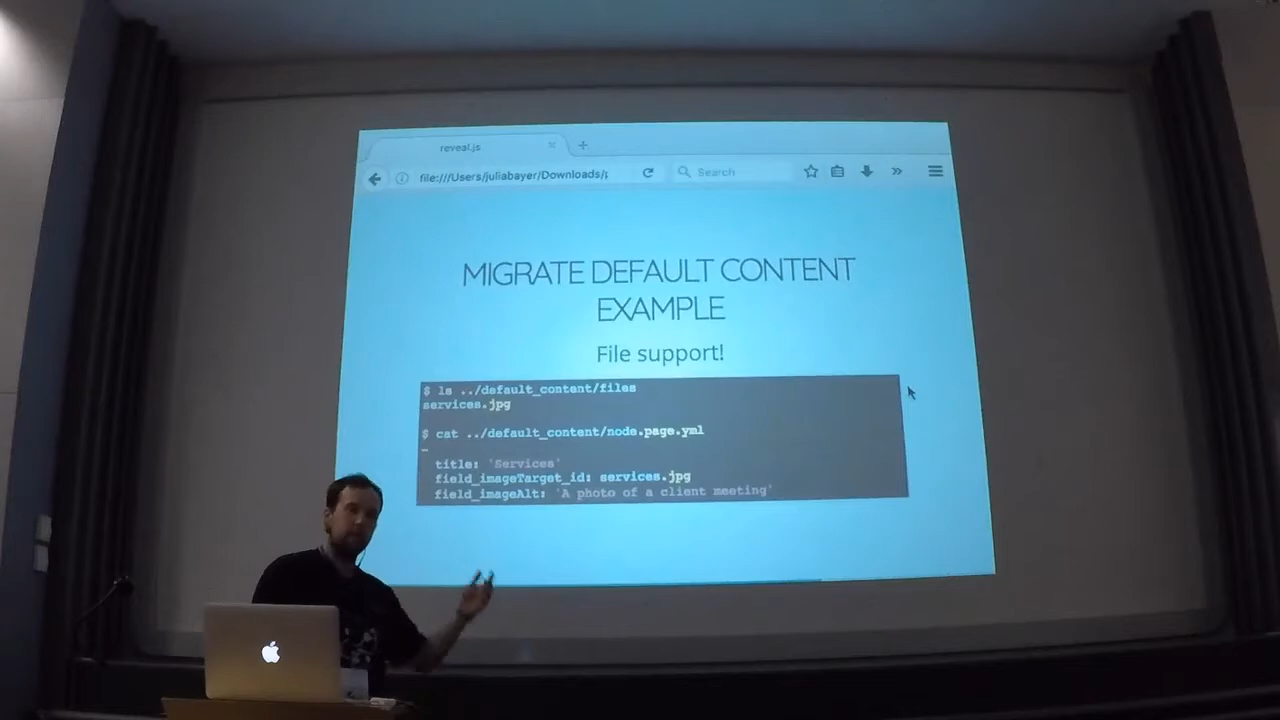 reveal.js
file:///Users/juliabayer/Downloads/
Search
MIGRATE DEFAULT CONTENT
EXAMPLE
File support!
$ ls ../default_content/files
services.jpg
$ cat ../default_content/node.page.yml
title: 'Services'
field_imageTarget_id: services.jpg
field_imageAlt: 'A photo of a client meeting'